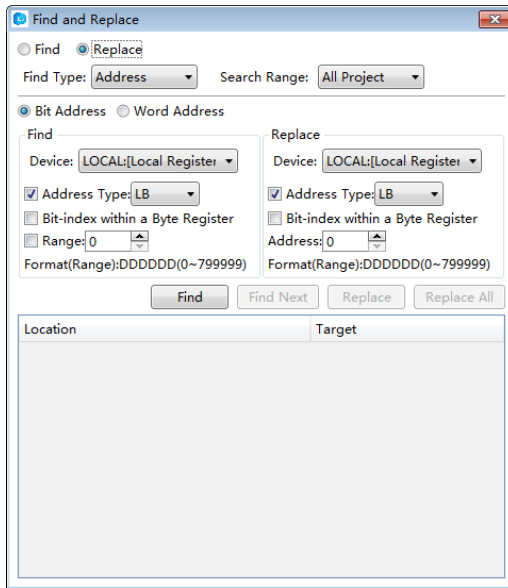 Find and Replace
Find Replace
Find Type: Address Search Range: All Project
Bit Address Word Address
Find Replace
Device: LOCAL:[Local Register Device: LOCAL:[Local Register
Address Type: LB Address Type: LB
Bit-index within a Byte Register Bit-index within a Byte Register
Range: 0 Address: 0
Format(Range):DDDDDD(0~799999) Format(Range):DDDDDD(0~799999)
Find Find Next Replace Replace All
Location Target